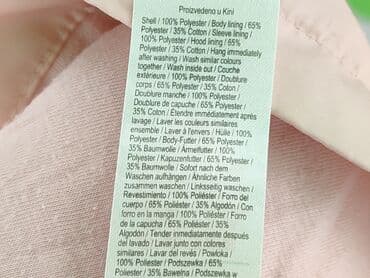 Proizvedeno u Kini
Shell / 100% Polyester / Body lining / 65%
Polyester / 35% Cotton / Sleeve lining /
100% Polyester / Hood lining / 65%
Polyester / 35% Cotton / Hang immediately
after washing / Wash similar colours
together / Wash inside out / Couche
extérieure / 100% Polyester / Doublure
corps / 65% Polyester / 35% Coton /
Doublure manche / 100% Polyester /
Doublure de capuche / 65% Polyester /
35% Coton / Étendre immédiatement après
lavage / Laver les couleurs similaires
ensemble / Laver à l'envers / Hülle / 100%
Polyester / Body-Futter / 65% Polyester /
35% Baumwolle / Ärmelfutter / 100%
Polyester / Kapuzenfutter / 65% Polyester /
35% Baumwolle / Sofort nach dem
Waschen aufhängen / Ähnliche Farben
zusammen waschen / Linksseitig waschen /
Revestimiento / 100% Poliéster / Forro del
cuerpo / 65% Poliéster / 35% Algodón / Con
forro en la manga / 100% Poliéster / Forro
de la capucha / 65% Poliéster / 35%
Algodón / Tender inmediatamente después
del lavado / Lavar junto con colores
similares / Lavar del revés / Powłoka /
100% Poliester / Podszewka / 65%
Poliester / 35% Bawełna / Podszewka w